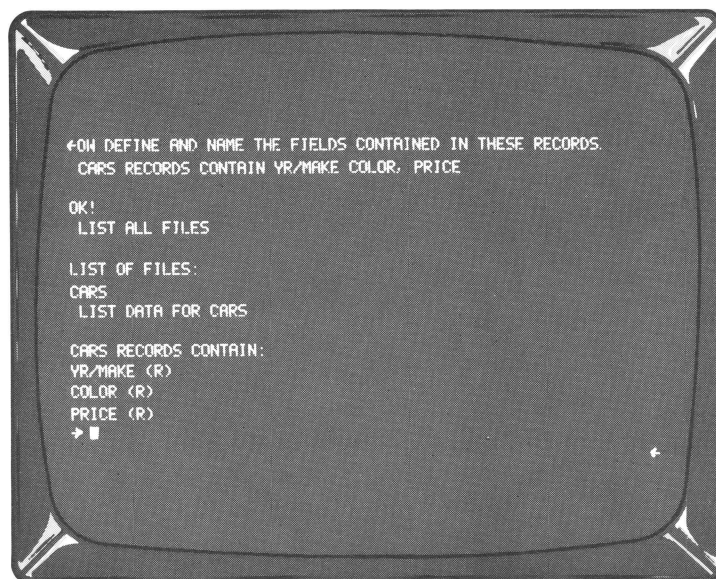 ←OW DEFINE AND NAME THE FIELDS CONTAINED IN THESE RECORDS.
CARS RECORDS CONTAIN YR/MAKE COLOR, PRICE
OK!
LIST ALL FILES
LIST OF FILES:
CARS
LIST DATA FOR CARS
CARS RECORDS CONTAIN:
YR/MAKE (R)
COLOR (R)
PRICE (R)
→
←